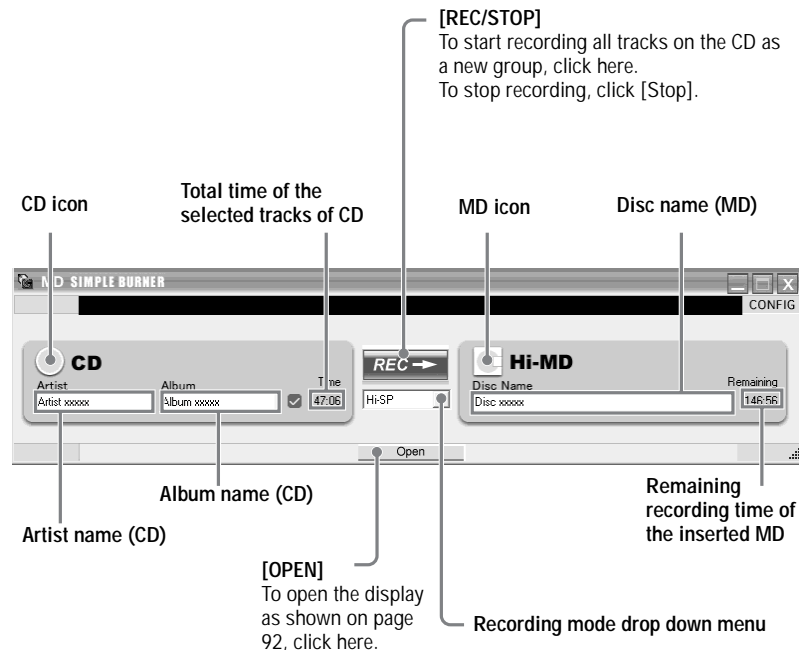 [REC/STOP]
To start recording all tracks on the CD as
a new group, click here.
To stop recording, click [Stop].
CD icon
Total time of the
selected tracks of CD
MD icon
Disc name (MD)
MD SIMPLE BURNER
CONFIG
CD
Artist
Album
Time
Artist xxxxx
Album xxxxx
47:06
REC
Hi-SP
Hi-MD
Disc Name
Remaining
Disc xxxxx
146:56
Open
Album name (CD)
Artist name (CD)
Remaining
recording time of
the inserted MD
[OPEN]
To open the display
as shown on page
92, click here.
Recording mode drop down menu